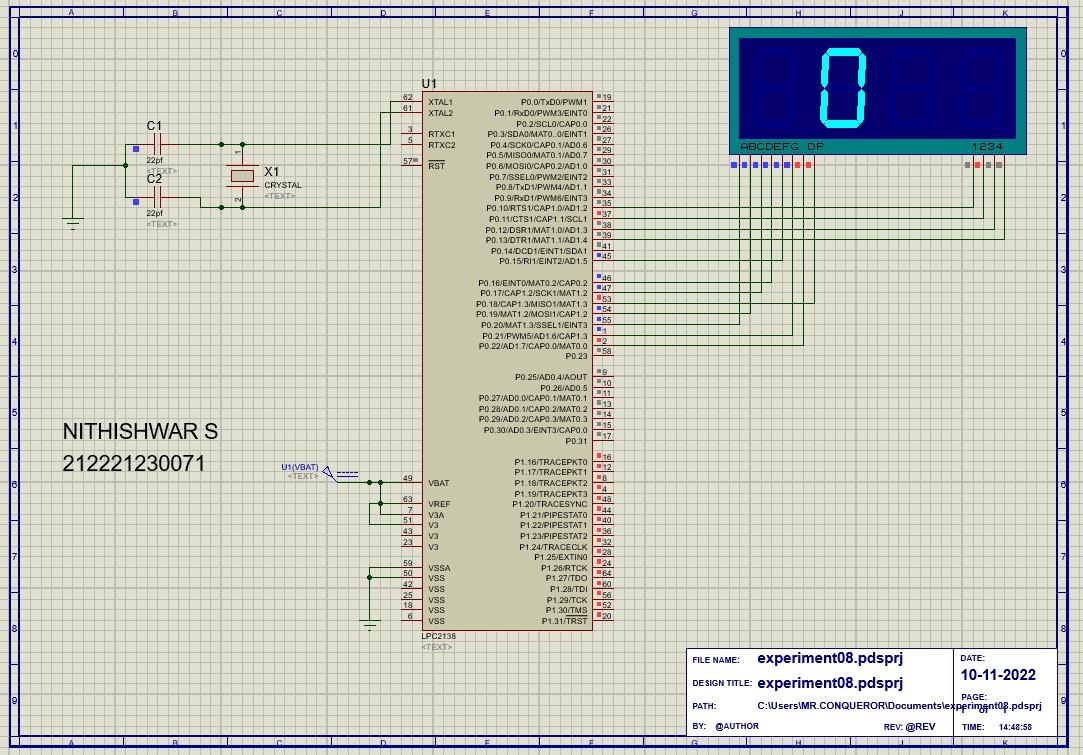 A B C D E F G H J K
0
1
2
3
4
5
6
7
8
9
0
1
2
3
4
5
6
7
8
9
0
ABCDEFG DP
1234
C1
22pf
<TEXT>
C2
22pf
<TEXT>
1
2
X1
CRYSTAL
<TEXT>
U1
62 XTAL1
61 XTAL2
3 RTXC1
5 RTXC2
57 RST
49 VBAT
63 VREF
7 V3A
51 V3
43 V3
23 V3
59 VSSA
50 VSS
42 VSS
25 VSS
18 VSS
6 VSS
P0.0/TxD0/PWM1 19
P0.1/RxD0/PWM3/EINT0 21
P0.2/SCL0/CAP0.0 22
P0.3/SDA0/MAT0..0/EINT1 26
P0.4/SCK0/CAP0.1/AD0.6 27
P0.5/MISO0/MAT0.1/AD0.7 29
P0.6/MOSI0/CAP0.2/AD1.0 30
P0.7/SSEL0/PWM2/EINT2 31
P0.8/TxD1/PWM4/AD1.1 33
P0.9/RxD1/PWM6/EINT3 34
P0.10/RTS1/CAP1.0/AD1.2 35
P0.11/CTS1/CAP1.1/SCL1 37
P0.12/DSR1/MAT1.0/AD1.3 38
P0.13/DTR1/MAT1.1/AD1.4 39
P0.14/DCD1/EINT1/SDA1 41
P0.15/RI1/EINT2/AD1.5 45
P0.16/EINT0/MAT0.2/CAP0.2 46
P0.17/CAP1.2/SCK1/MAT1.2 47
P0.18/CAP1.3/MISO1/MAT1.3 53
P0.19/MAT1.2/MOSI1/CAP1.2 54
P0.20/MAT1.3/SSEL1/EINT3 55
P0.21/PWM5/AD1.6/CAP1.3 1
P0.22/AD1.7/CAP0.0/MAT0.0 2
P0.23 58
P0.25/AD0.4/AOUT 9
P0.26/AD0.5 10
P0.27/AD0.0/CAP0.1/MAT0.1 11
P0.28/AD0.1/CAP0.2/MAT0.2 13
P0.29/AD0.2/CAP0.3/MAT0.3 14
P0.30/AD0.3/EINT3/CAP0.0 15
P0.31 17
P1.16/TRACEPKT0 16
P1.17/TRACEPKT1 12
P1.18/TRACEPKT2 8
P1.19/TRACEPKT3 4
P1.20/TRACESYNC 48
P1.21/PIPESTAT0 44
P1.22/PIPESTAT1 40
P1.23/PIPESTAT2 36
P1.24/TRACECLK 32
P1.25/EXTIN0 28
P1.26/RTCK 24
P1.27/TDO 64
P1.28/TDI 60
P1.29/TCK 56
P1.30/TMS 52
P1.31/TRST 20
LPC2138
<TEXT>
NITHISHWAR S
212221230071
U1(VBAT)
<TEXT>
FILE NAME: experiment08.pdsprj
DESIGN TITLE: experiment08.pdsprj
PATH: C:\Users\MR.CONQUEROR\Documents\experiment08.pdsprj
BY: @AUTHOR REV: @REV
DATE:
10-11-2022
PAGE:
TIME: 14:48:58
A B C D E F G H J K